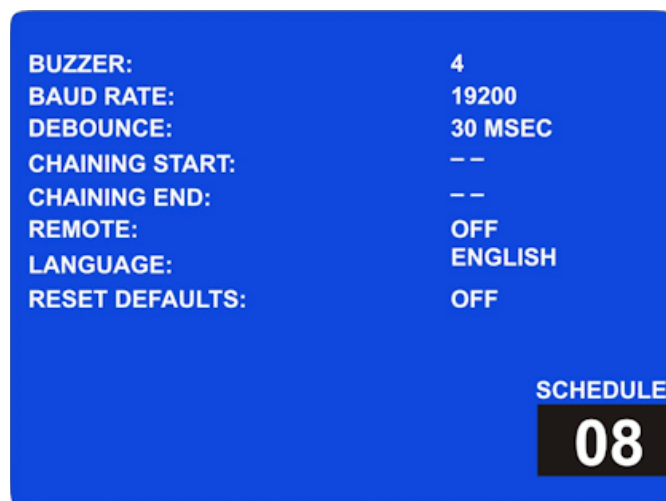 BUZZER: 4
BAUD RATE: 19200
DEBOUNCE: 30 MSEC
CHAINING START: – –
CHAINING END: – –
REMOTE: OFF
LANGUAGE: ENGLISH
RESET DEFAULTS: OFF
SCHEDULE
08